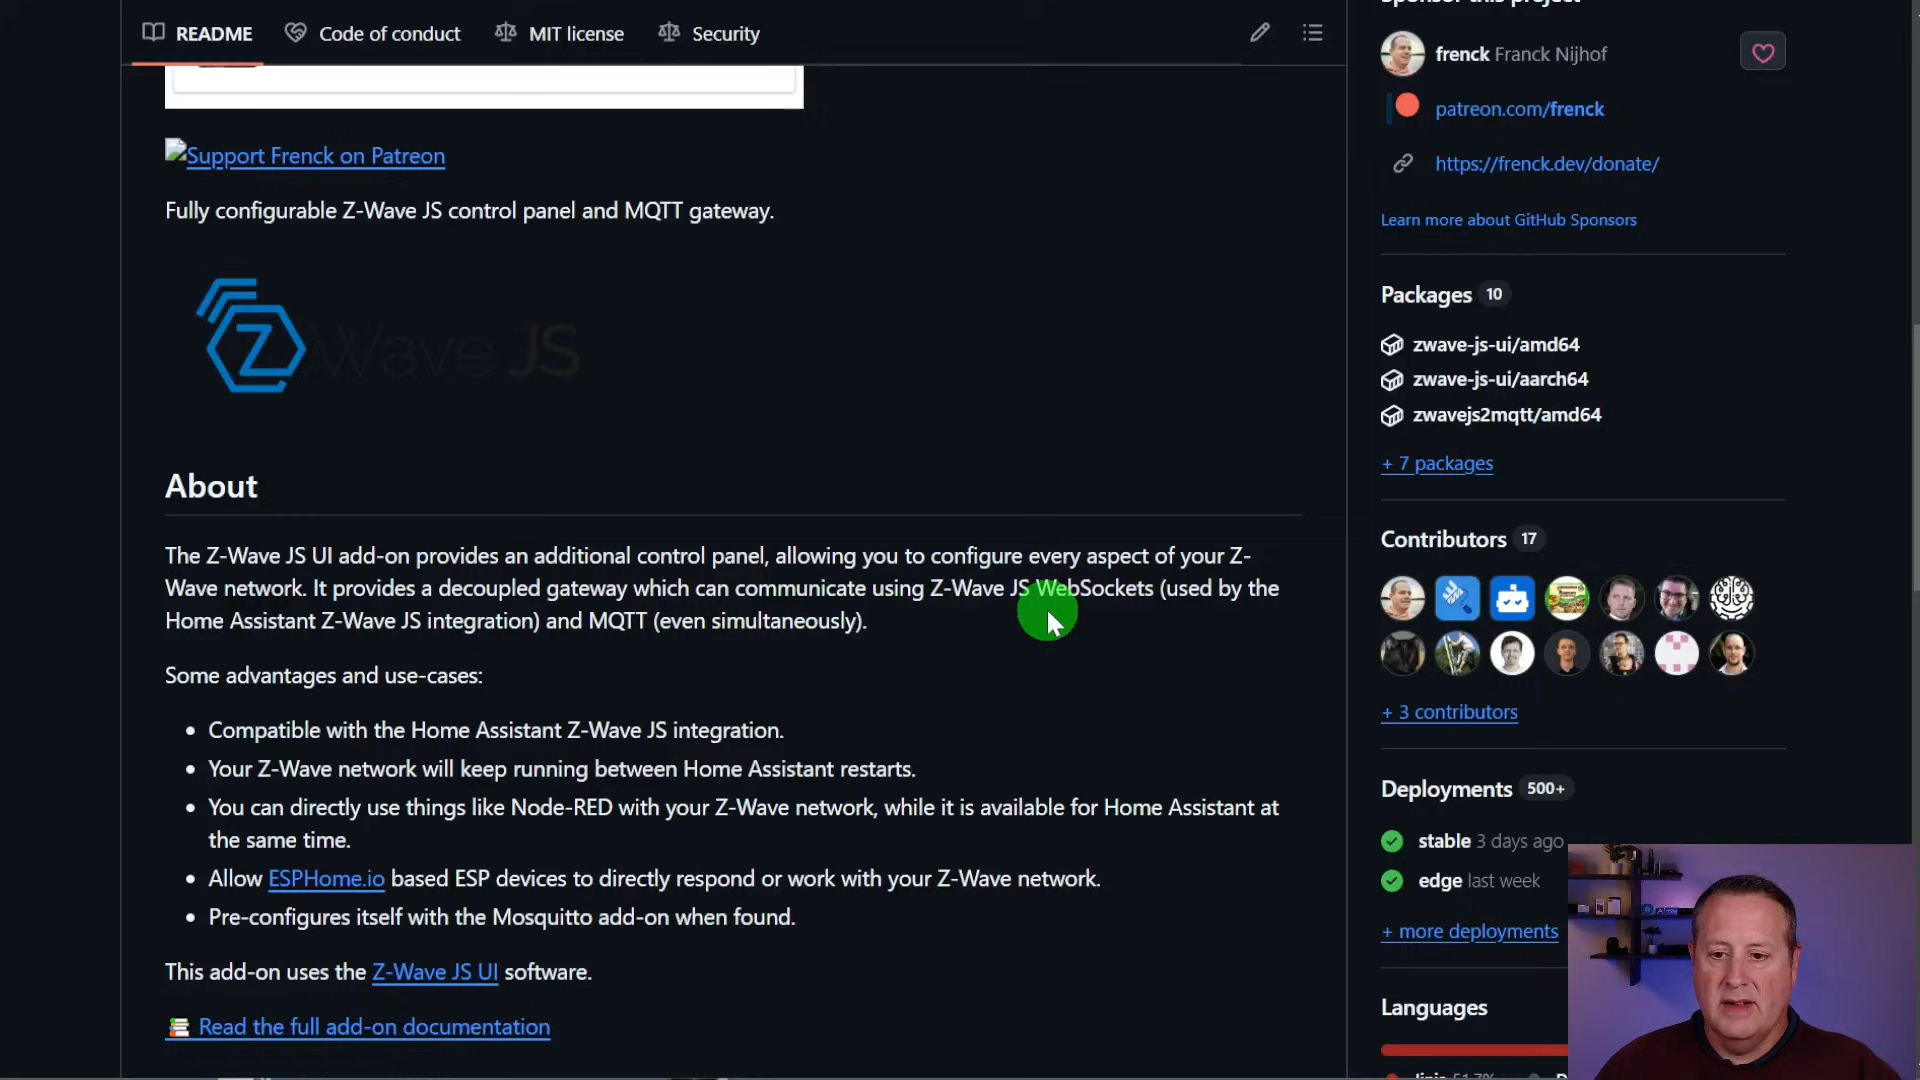 README
Code of conduct
MIT license
Security
Support Frenck on Patreon
Fully configurable Z-Wave JS control panel and MQTT gateway.
Z
Wave JS
About
The Z-Wave JS UI add-on provides an additional control panel, allowing you to configure every aspect of your Z-
Wave network. It provides a decoupled gateway which can communicate using Z-Wave JS WebSockets (used by the
Home Assistant Z-Wave JS integration) and MQTT (even simultaneously).
Some advantages and use-cases:
• Compatible with the Home Assistant Z-Wave JS integration.
• Your Z-Wave network will keep running between Home Assistant restarts.
• You can directly use things like Node-RED with your Z-Wave network, while it is available for Home Assistant at
the same time.
• Allow ESPHome.io based ESP devices to directly respond or work with your Z-Wave network.
• Pre-configures itself with the Mosquitto add-on when found.
This add-on uses the Z-Wave JS UI software.
Read the full add-on documentation
Sponsor this project
frenck Franck Nijhof
patreon.com/frenck
https://frenck.dev/donate/
Learn more about GitHub Sponsors
Packages 10
zwave-js-ui/amd64
zwave-js-ui/aarch64
zwavejs2mqtt/amd64
+ 7 packages
Contributors 17
+ 3 contributors
Deployments 500+
stable 3 days ago
edge last week
+ more deployments
Languages